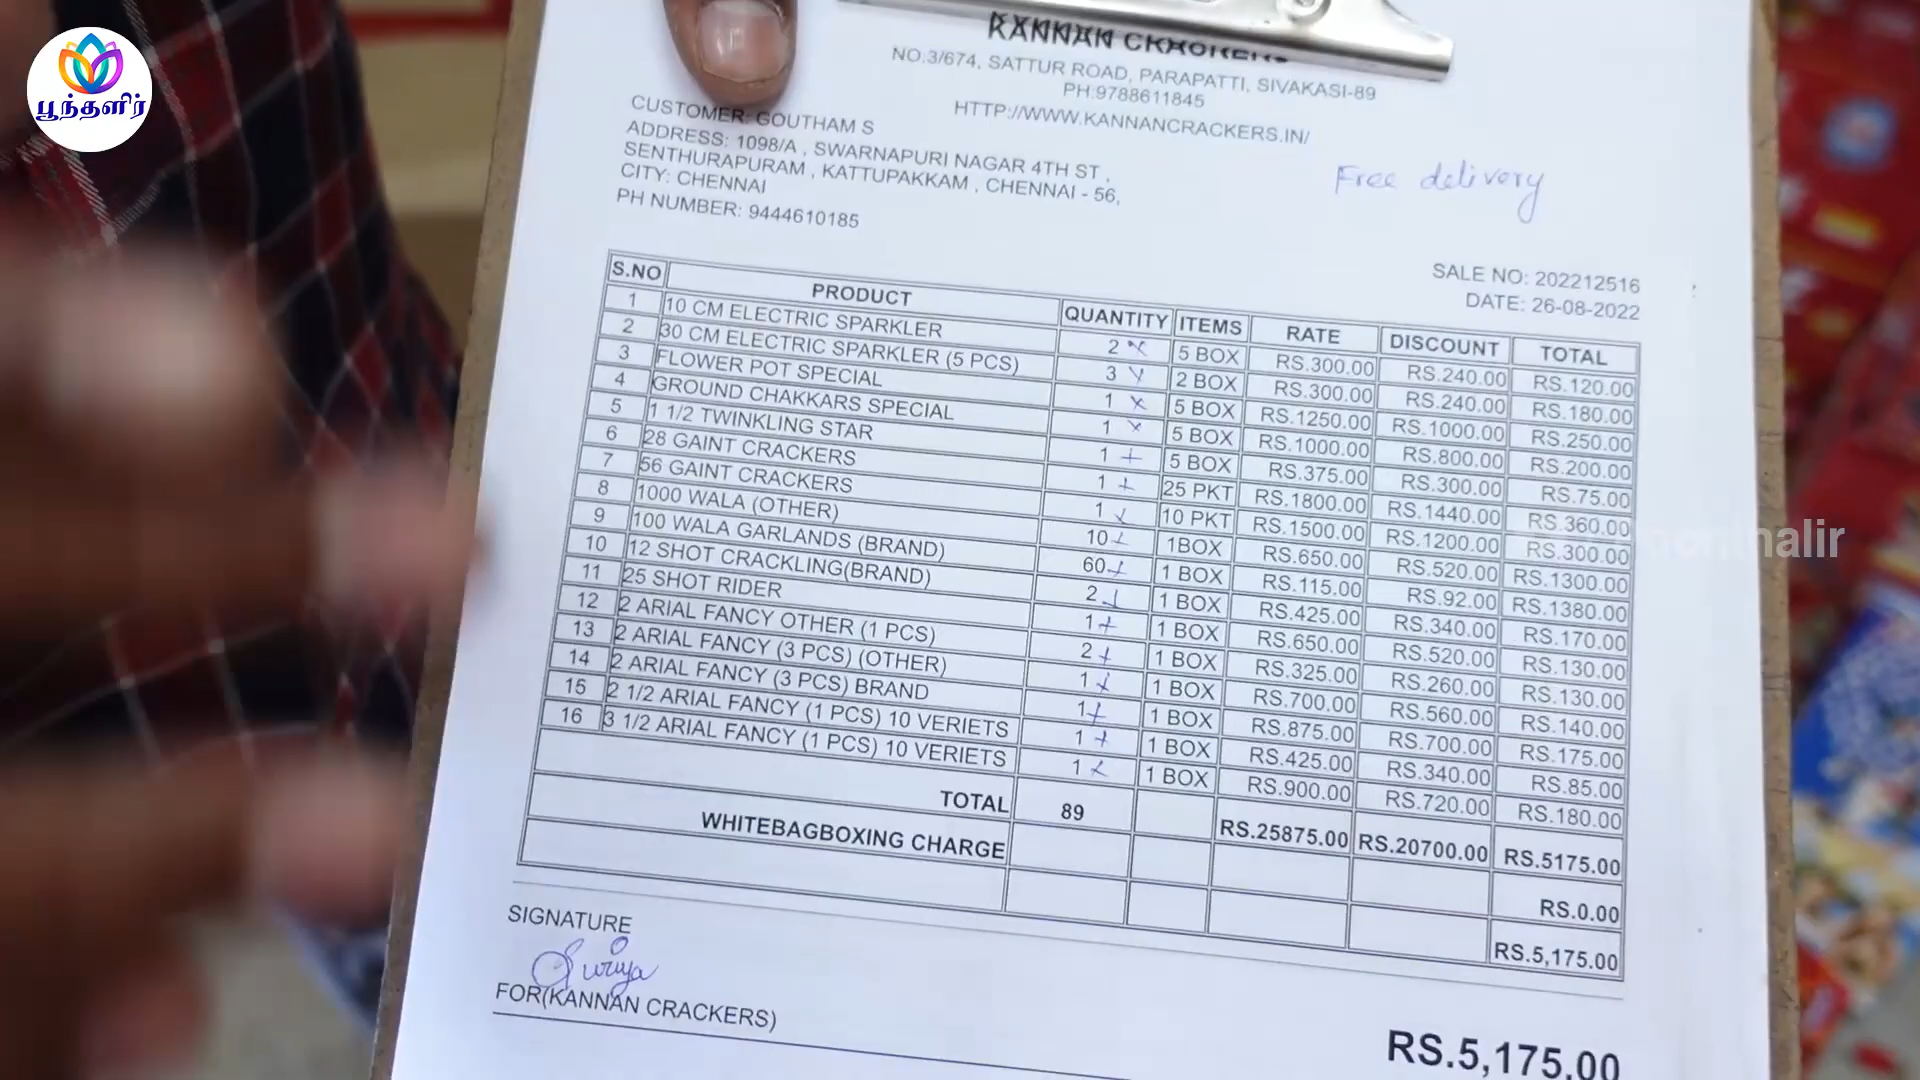 பூந்தளிர்
KANNAN CRACKERS
NO.3/674, SATTUR ROAD, PARAPATTI, SIVAKASI-89
PH:9788611845
HTTP://WWW.KANNANCRACKERS.IN/
CUSTOMER: GOUTHAM S
ADDRESS: 1098/A , SWARNAPURI NAGAR 4TH ST ,
SENTHURAPURAM , KATTUPAKKAM , CHENNAI - 56,
CITY: CHENNAI
PH NUMBER: 9444610185
Free delivery
SALE NO: 202212516
DATE: 26-08-2022
S.NO PRODUCT QUANTITY ITEMS RATE DISCOUNT TOTAL
1 10 CM ELECTRIC SPARKLER 2 5 BOX RS.300.00 RS.240.00 RS.120.00
2 30 CM ELECTRIC SPARKLER (5 PCS) 3 2 BOX RS.300.00 RS.240.00 RS.180.00
3 FLOWER POT SPECIAL 1 5 BOX RS.1250.00 RS.1000.00 RS.250.00
4 GROUND CHAKKARS SPECIAL 1 5 BOX RS.1000.00 RS.800.00 RS.200.00
5 1 1/2 TWINKLING STAR 1 5 BOX RS.375.00 RS.300.00 RS.75.00
6 28 GAINT CRACKERS 1 25 PKT RS.1800.00 RS.1440.00 RS.360.00
7 56 GAINT CRACKERS 1 10 PKT RS.1500.00 RS.1200.00 RS.300.00
8 1000 WALA (OTHER) 10 1BOX RS.650.00 RS.520.00 RS.1300.00
9 100 WALA GARLANDS (BRAND) 60 1 BOX RS.115.00 RS.92.00 RS.1380.00
10 12 SHOT CRACKLING(BRAND) 2 1 BOX RS.425.00 RS.340.00 RS.170.00
11 25 SHOT RIDER 1 1 BOX RS.650.00 RS.520.00 RS.130.00
12 2 ARIAL FANCY OTHER (1 PCS) 2 1 BOX RS.325.00 RS.260.00 RS.130.00
13 2 ARIAL FANCY (3 PCS) (OTHER) 1 1 BOX RS.700.00 RS.560.00 RS.140.00
14 2 ARIAL FANCY (3 PCS) BRAND 1 1 BOX RS.875.00 RS.700.00 RS.175.00
15 2 1/2 ARIAL FANCY (1 PCS) 10 VERIETS 1 1 BOX RS.425.00 RS.340.00 RS.85.00
16 3 1/2 ARIAL FANCY (1 PCS) 10 VERIETS 1 1 BOX RS.900.00 RS.720.00 RS.180.00
TOTAL 89 RS.25875.00 RS.20700.00 RS.5175.00
WHITEBAGBOXING CHARGE RS.0.00
RS.5,175.00
SIGNATURE
Suriya
FOR(KANNAN CRACKERS)
RS.5,175.00